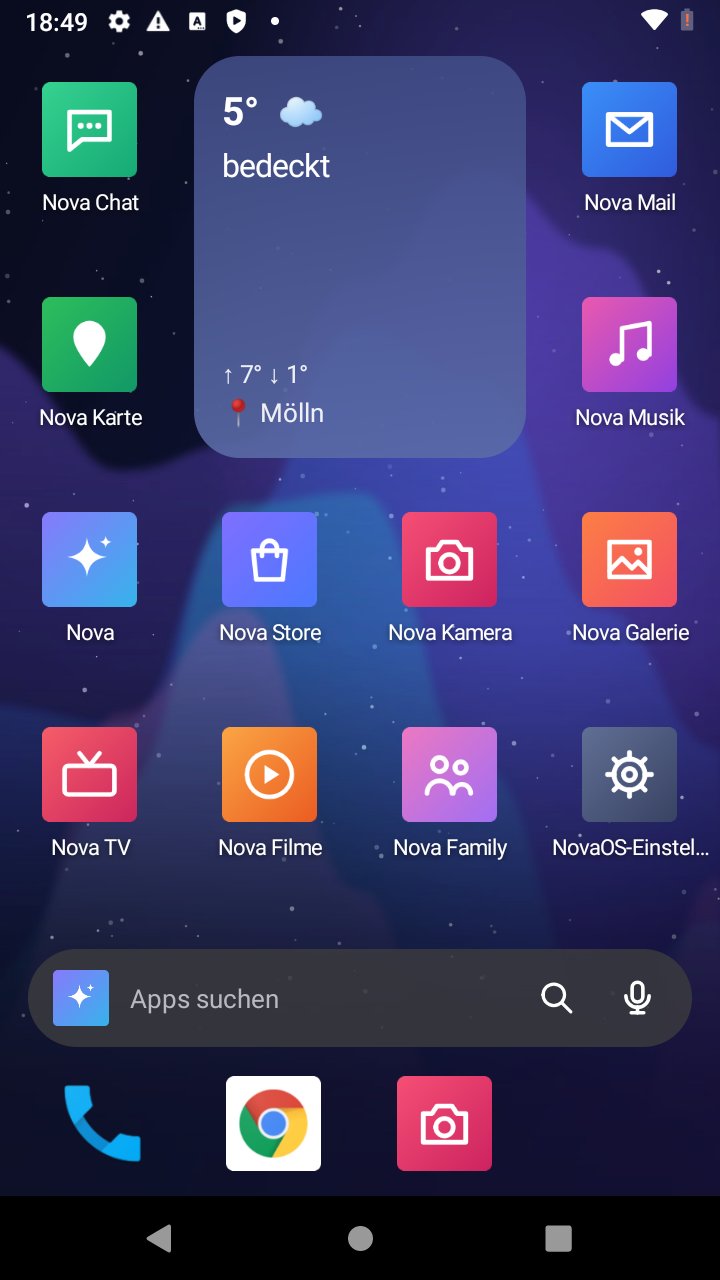 18:49
5°
bedeckt
↑ 7° ↓ 1°
Mölln
Nova Chat
Nova Mail
Nova Karte
Nova Musik
Nova
Nova Store
Nova Kamera
Nova Galerie
Nova TV
Nova Filme
Nova Family
NovaOS-Einstel...
Apps suchen